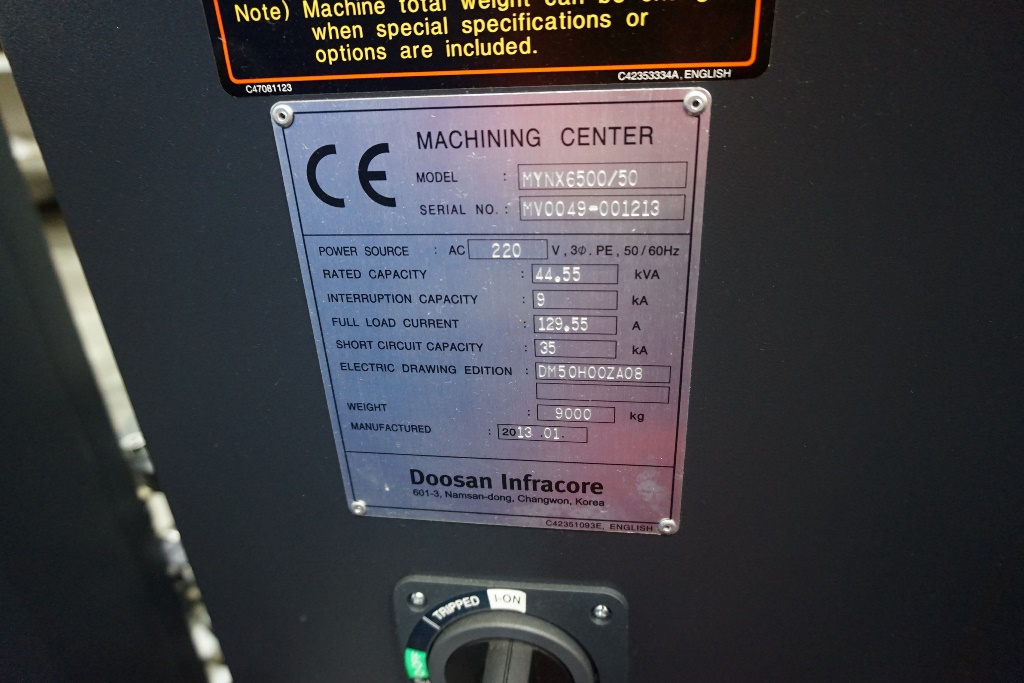 Note) Machine total weight can be
when special specifications or
options are included.
C47081123
C42353334A, ENGLISH
CE
MACHINING CENTER
MODEL : MYNX6500/50
SERIAL NO. : MV0049-001213
POWER SOURCE : AC 220 V, 3Φ. PE, 50/60Hz
RATED CAPACITY : 44.55 kVA
INTERRUPTION CAPACITY : 9 kA
FULL LOAD CURRENT : 129.55 A
SHORT CIRCUIT CAPACITY : 35 kA
ELECTRIC DRAWING EDITION : DM50H00ZA08
WEIGHT : 9000 kg
MANUFACTURED : 2013 .01.
Doosan Infracore
601-3, Namsan-dong, Changwon, Korea
C42351093E, ENGLISH
TRIPPED I-ON